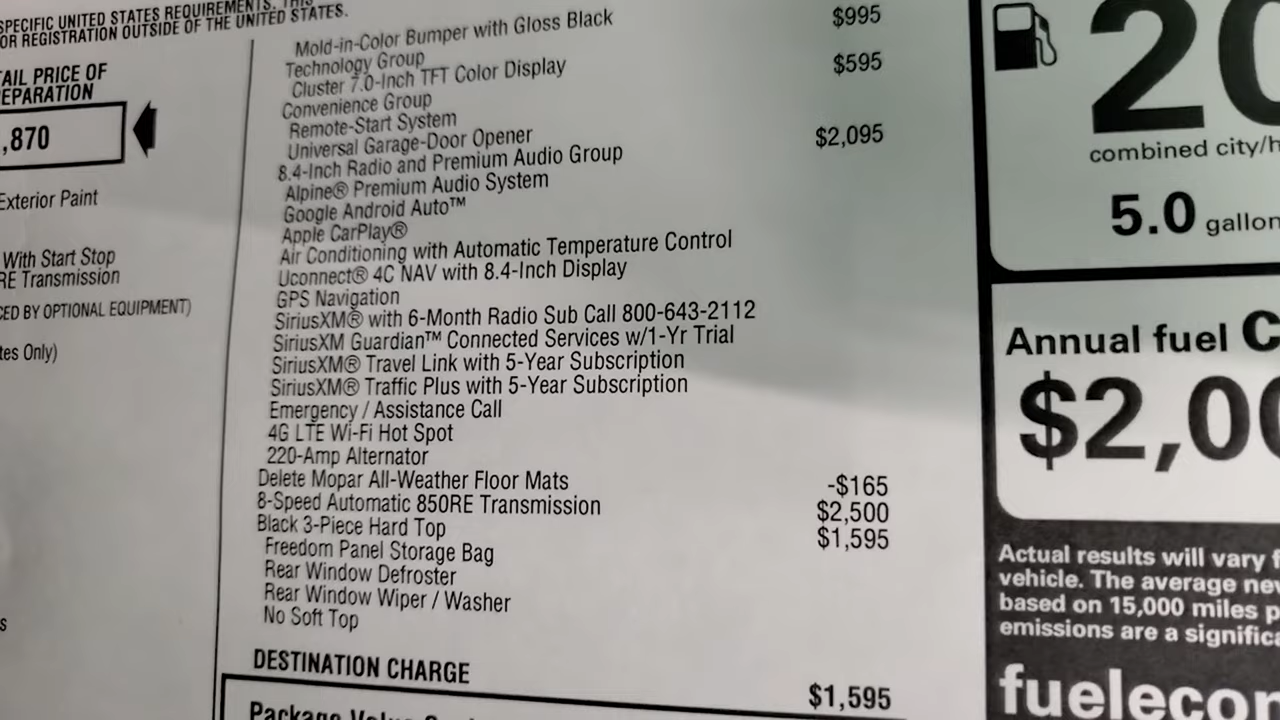 SPECIFIC UNITED STATES REQUIREMENTS. THIS
OR REGISTRATION OUTSIDE OF THE UNITED STATES.
AIL PRICE OF
EPARATION
,870
Exterior Paint
With Start Stop
RE Transmission
CED BY OPTIONAL EQUIPMENT)
tes Only)
s
Mold-in-Color Bumper with Gloss Black $995
Technology Group
Cluster 7.0-Inch TFT Color Display $595
Convenience Group
Remote-Start System
Universal Garage-Door Opener $2,095
8.4-Inch Radio and Premium Audio Group
Alpine® Premium Audio System
Google Android Auto™
Apple CarPlay®
Air Conditioning with Automatic Temperature Control
Uconnect® 4C NAV with 8.4-Inch Display
GPS Navigation
SiriusXM® with 6-Month Radio Sub Call 800-643-2112
SiriusXM Guardian™ Connected Services w/1-Yr Trial
SiriusXM® Travel Link with 5-Year Subscription
SiriusXM® Traffic Plus with 5-Year Subscription
Emergency / Assistance Call
4G LTE Wi-Fi Hot Spot
220-Amp Alternator
Delete Mopar All-Weather Floor Mats -$165
8-Speed Automatic 850RE Transmission $2,500
Black 3-Piece Hard Top $1,595
Freedom Panel Storage Bag
Rear Window Defroster
Rear Window Wiper / Washer
No Soft Top
DESTINATION CHARGE $1,595
Package Value
20
combined city/h
5.0 gallon
Annual fuel C
$2,00
Actual results will vary f
vehicle. The average new
based on 15,000 miles p
emissions are a significa
fuelecon